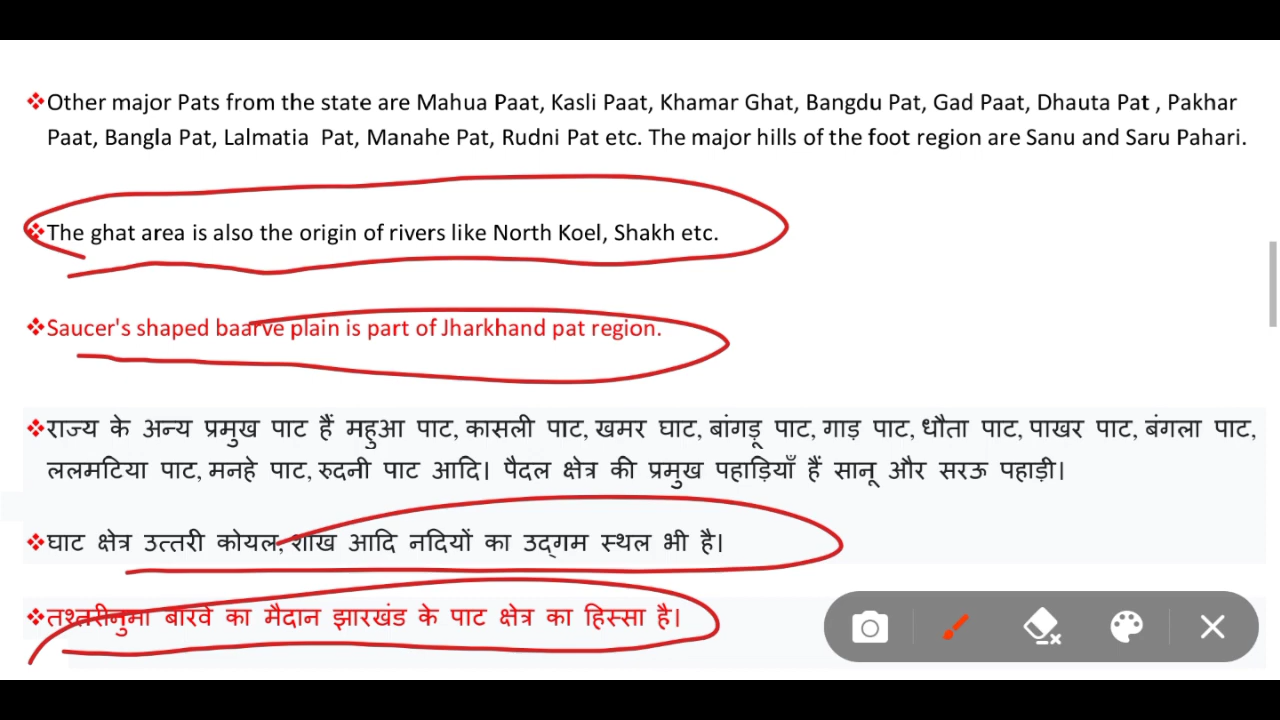 ❖Other major Pats from the state are Mahua Paat, Kasli Paat, Khamar Ghat, Bangdu Pat, Gad Paat, Dhauta Pat , Pakhar
Paat, Bangla Pat, Lalmatia Pat, Manahe Pat, Rudni Pat etc. The major hills of the foot region are Sanu and Saru Pahari.
❖The ghat area is also the origin of rivers like North Koel, Shakh etc.
❖Saucer's shaped baarve plain is part of Jharkhand pat region.
❖राज्य के अन्य प्रमुख पाट हैं महुआ पाट, कासली पाट, खमर घाट, बांगड़ू पाट, गाड़ पाट, धौता पाट, पाखर पाट, बंगला पाट,
ललमटिया पाट, मनहे पाट, रुदनी पाट आदि। पैदल क्षेत्र की प्रमुख पहाड़ियाँ हैं सानू और सरऊ पहाड़ी।
❖घाट क्षेत्र उत्तरी कोयल, शाख आदि नदियों का उद्गम स्थल भी है।
❖तश्तरीनुमा बारवे का मैदान झारखंड के पाट क्षेत्र का हिस्सा है।